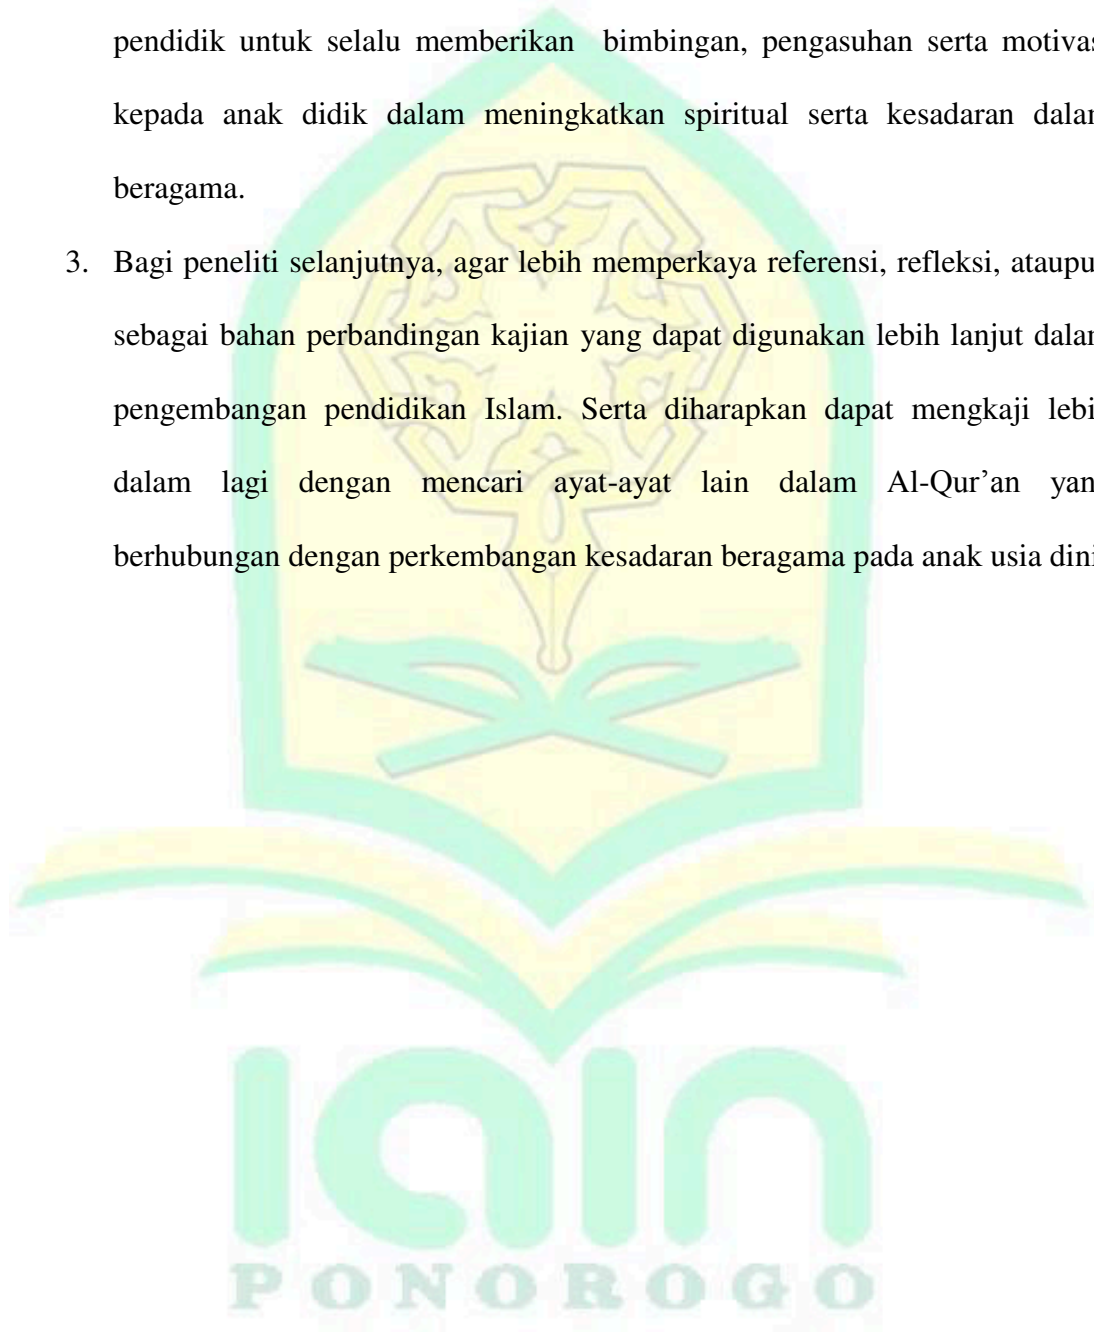 pendidik untuk selalu memberikan bimbingan, pengasuhan serta motivas
kepada anak didik dalam meningkatkan spiritual serta kesadaran dalan
beragama.
3. Bagi peneliti selanjutnya, agar lebih memperkaya referensi, refleksi, ataupu
sebagai bahan perbandingan kajian yang dapat digunakan lebih lanjut dalan
pengembangan pendidikan Islam. Serta diharapkan dapat mengkaji lebi
dalam lagi dengan mencari ayat-ayat lain dalam Al-Qur’an yan
berhubungan dengan perkembangan kesadaran beragama pada anak usia dini
iain
PONOROGO